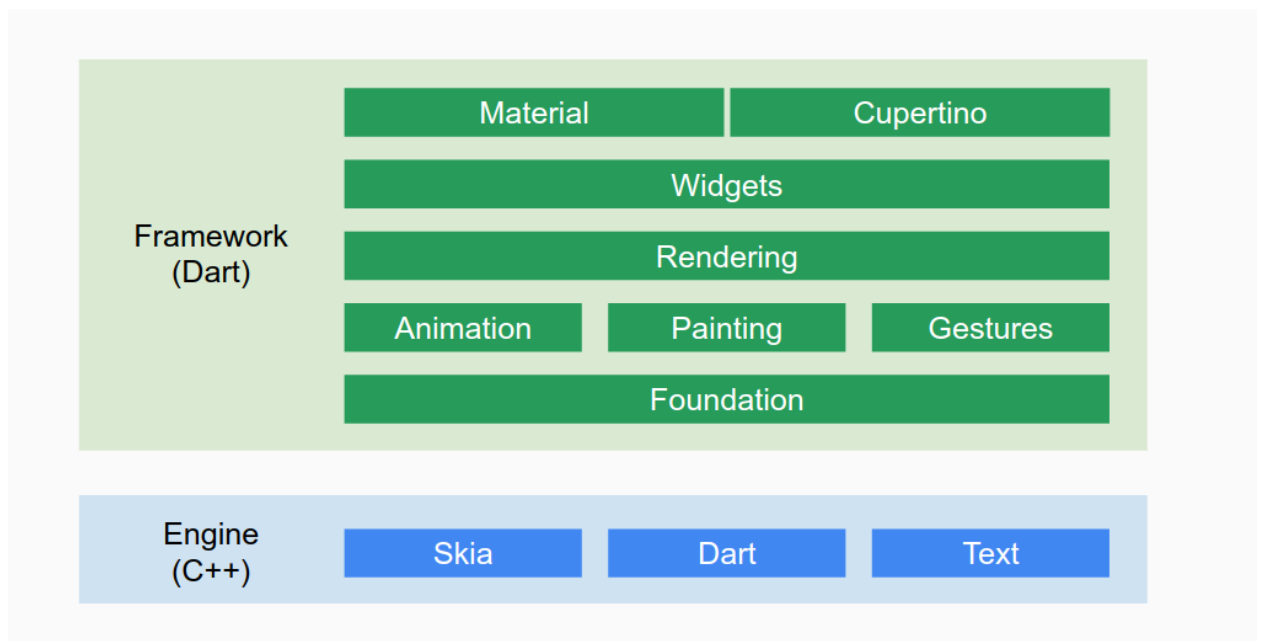 Material
Cupertino
Widgets
Framework
(Dart)
Rendering
Animation
Painting
Gestures
Foundation
Engine
(C++)
Skia
Dart
Text